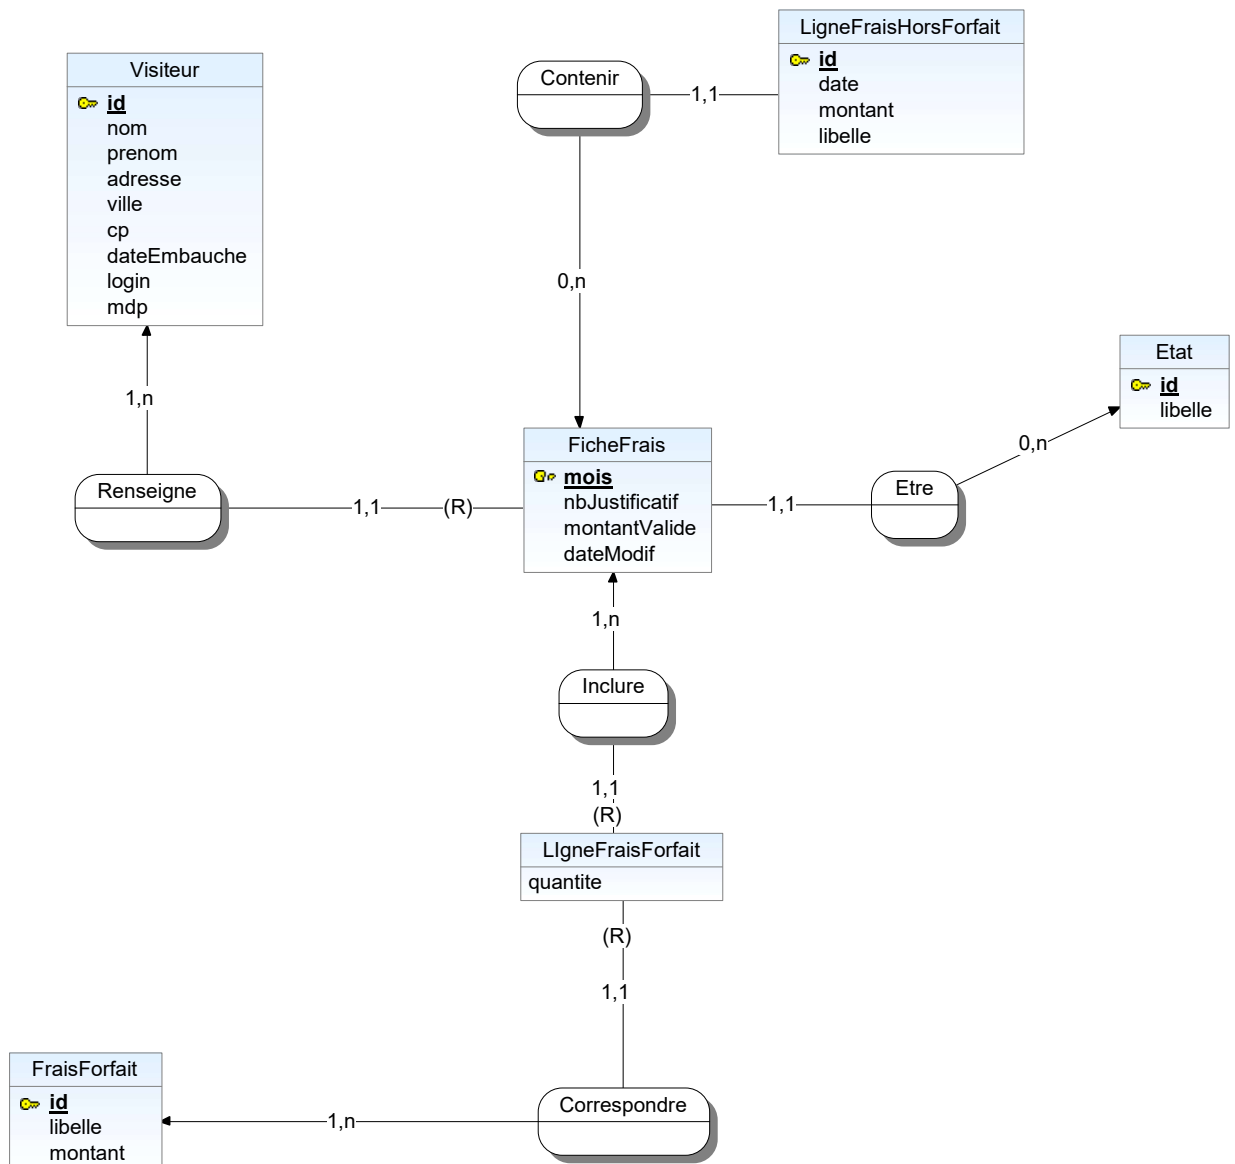 LigneFraisHorsForfait
id
date
montant
libelle
Visiteur
id
nom
prenom
adresse
ville
cp
dateEmbauche
login
mdp
Contenir
1,1
0,n
Etat
id
libelle
0,n
1,n
FicheFrais
mois
nbJustificatif
montantValide
dateModif
Renseigne
1,1
(R)
1,1
Etre
1,n
Inclure
1,1
(R)
LIgneFraisForfait
quantite
(R)
1,1
FraisForfait
id
libelle
montant
1,n
Correspondre